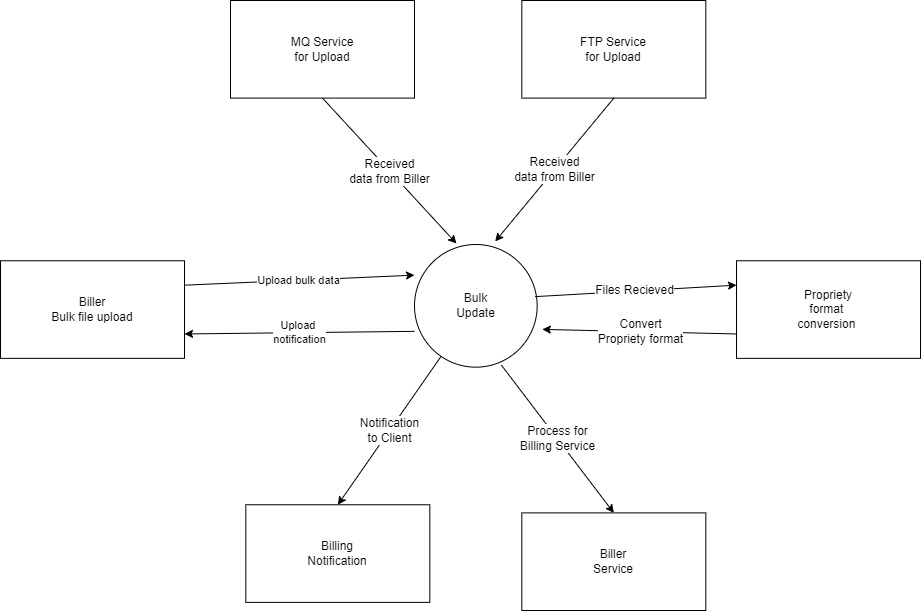 MQ Service
for Upload
FTP Service
for Upload
Received
data from Biller
Received
data from Biller
Biller
Bulk file upload
Upload bulk data
Upload
notification
Bulk
Update
Files Recieved
Convert
Propriety format
Propriety
format
conversion
Notification
to Client
Process for
Billing Service
Billing
Notification
Biller
Service